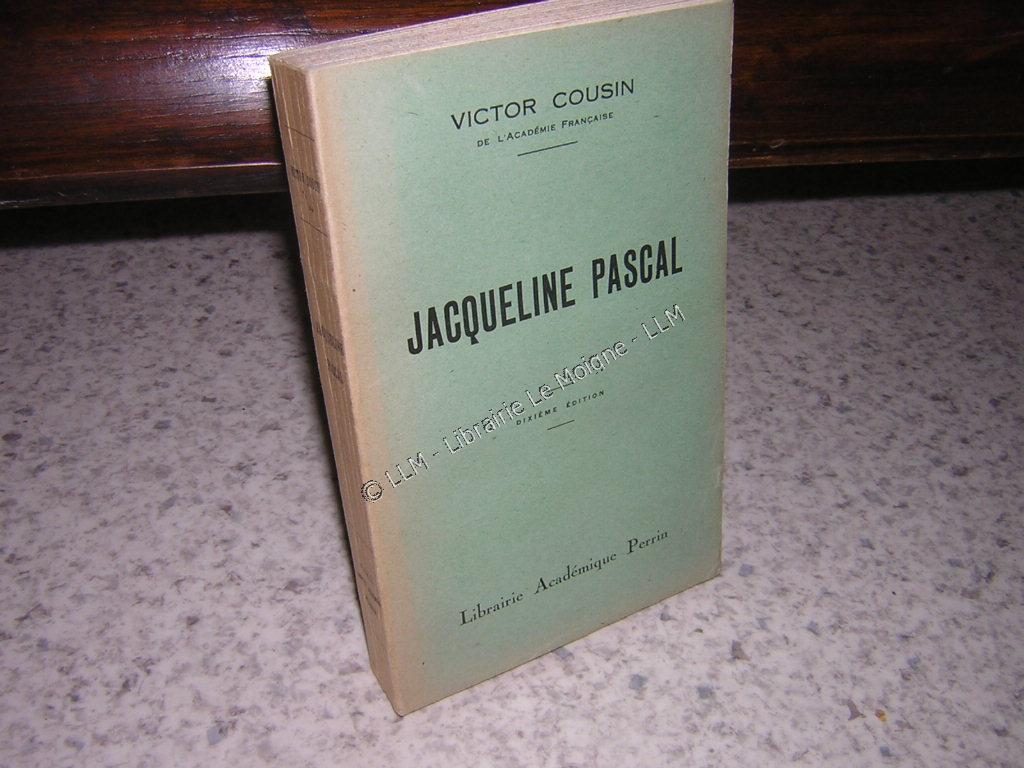 VICTOR COUSIN
DE L'ACADÉMIE FRANÇAISE
JACQUELINE PASCAL
DIXIÈME ÉDITION
© LLM - Librairie Le Moigne - LLM
Librairie Académique Perrin